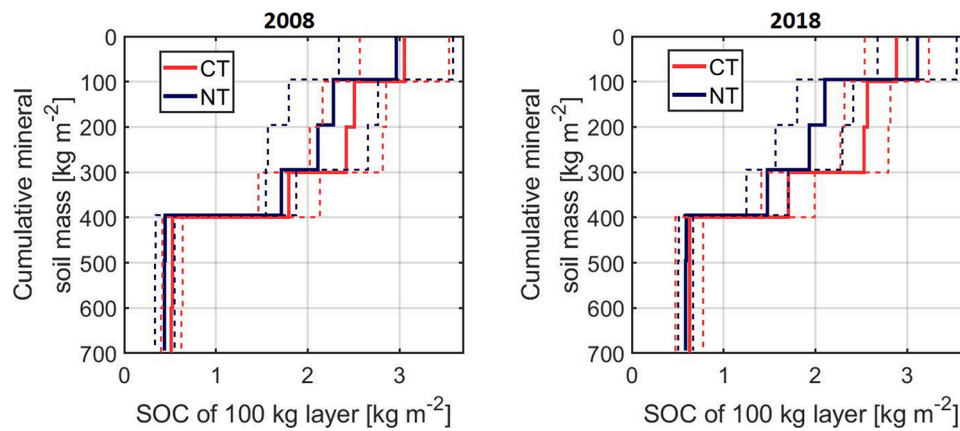 2008
0
100
200
300
400
500
600
700
Cumulative mineral
soil mass [kg m-2]
CT
NT
0 1 2 3
SOC of 100 kg layer [kg m-2]
2018
0
100
200
300
400
500
600
700
Cumulative mineral
soil mass [kg m-2]
CT
NT
0 1 2 3
SOC of 100 kg layer [kg m-2]